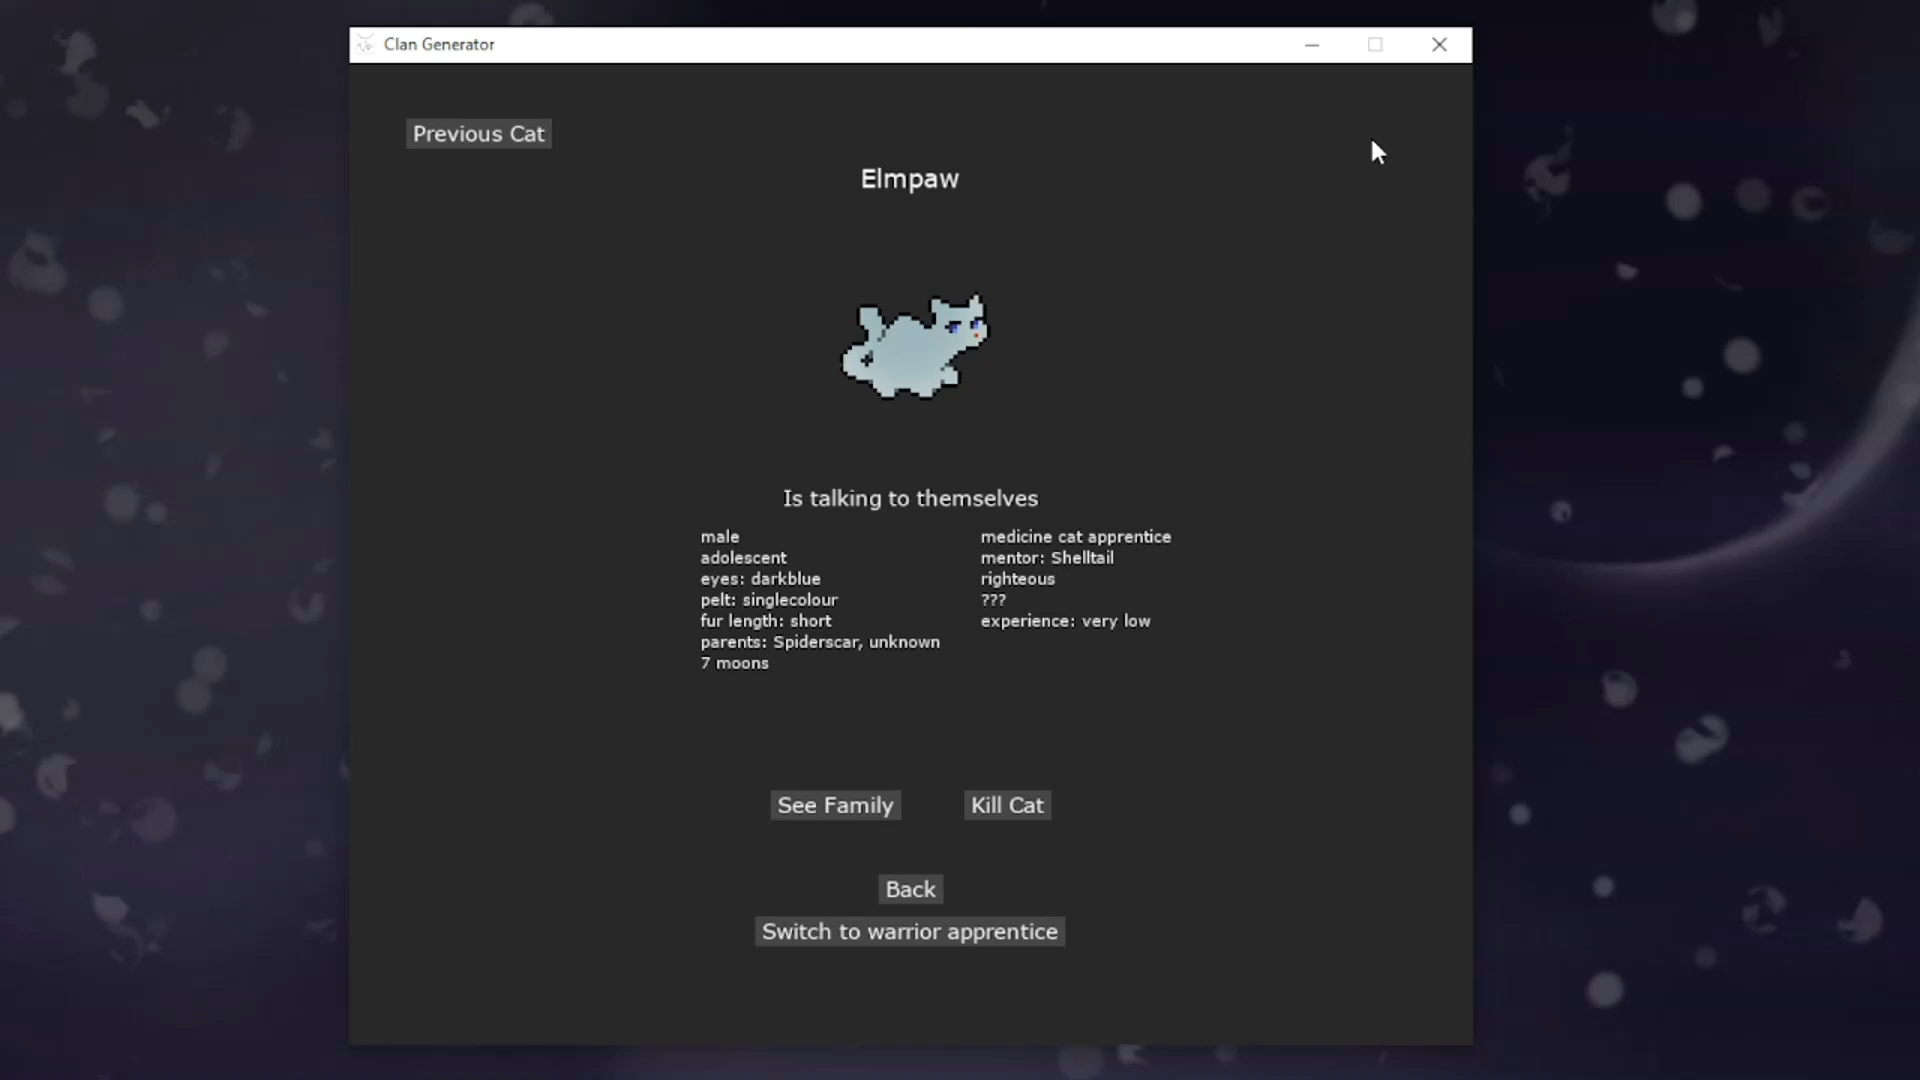 Clan Generator
Previous Cat
Elmpaw
Is talking to themselves
male
adolescent
eyes: darkblue
pelt: singlecolour
fur length: short
parents: Spiderscar, unknown
7 moons
medicine cat apprentice
mentor: Shelltail
righteous
???
experience: very low
See Family
Kill Cat
Back
Switch to warrior apprentice